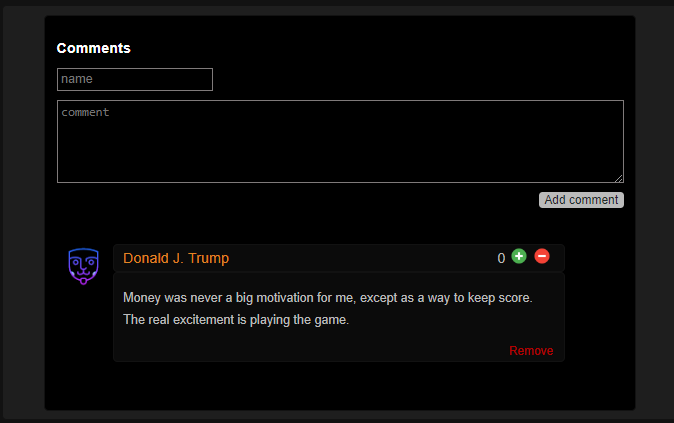 Comments
name
comment
Add comment
Donald J. Trump 0
Money was never a big motivation for me, except as a way to keep score.
The real excitement is playing the game.
Remove